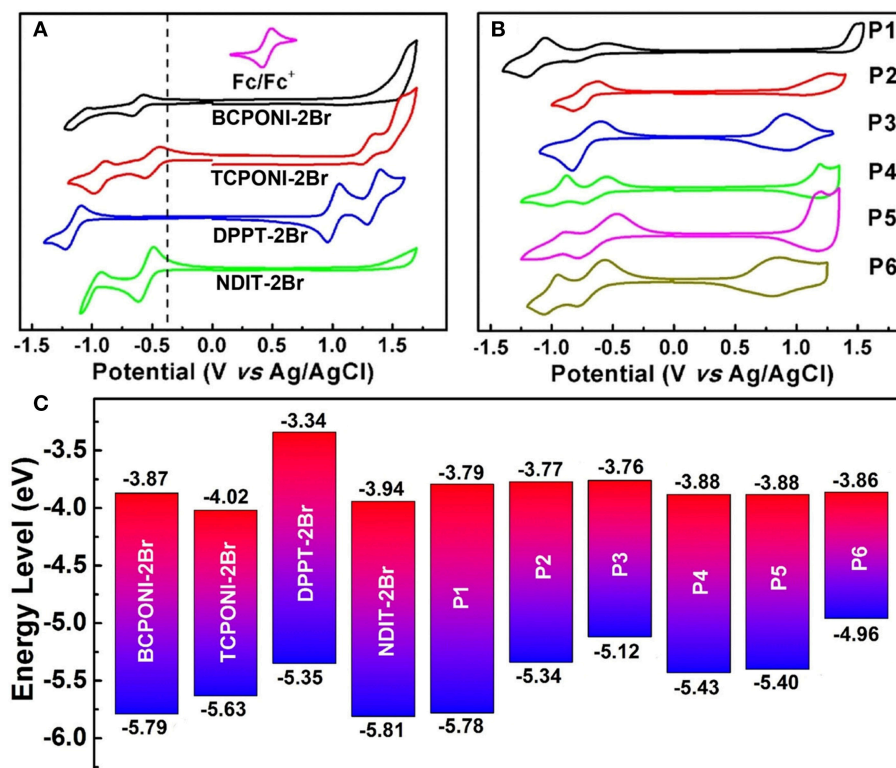 A
Fc/Fc+
BCPONI-2Br
TCPONI-2Br
DPPT-2Br
NDIT-2Br
-1.5 -1.0 -0.5 0.0 0.5 1.0 1.5
Potential (V vs Ag/AgCl)
B
P1
P2
P3
P4
P5
P6
-1.5 -1.0 -0.5 0.0 0.5 1.0 1.5
Potential (V vs Ag/AgCl)
C
Energy Level (eV)
-3.5
-4.0
-4.5
-5.0
-5.5
-6.0
-3.87 -4.02 -3.34 -3.94 -3.79 -3.77 -3.76 -3.88 -3.88 -3.86
BCPONI-2Br
TCPONI-2Br
DPPT-2Br
NDIT-2Br
P1
P2
P3
P4
P5
P6
-5.79 -5.63 -5.35 -5.81 -5.78 -5.34 -5.12 -5.43 -5.40 -4.96